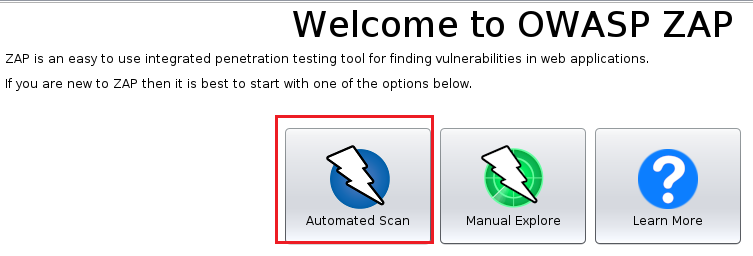 Welcome to OWASP ZAP
ZAP is an easy to use integrated penetration testing tool for finding vulnerabilities in web applications.
If you are new to ZAP then it is best to start with one of the options below.
Automated Scan
Manual Explore
Learn More